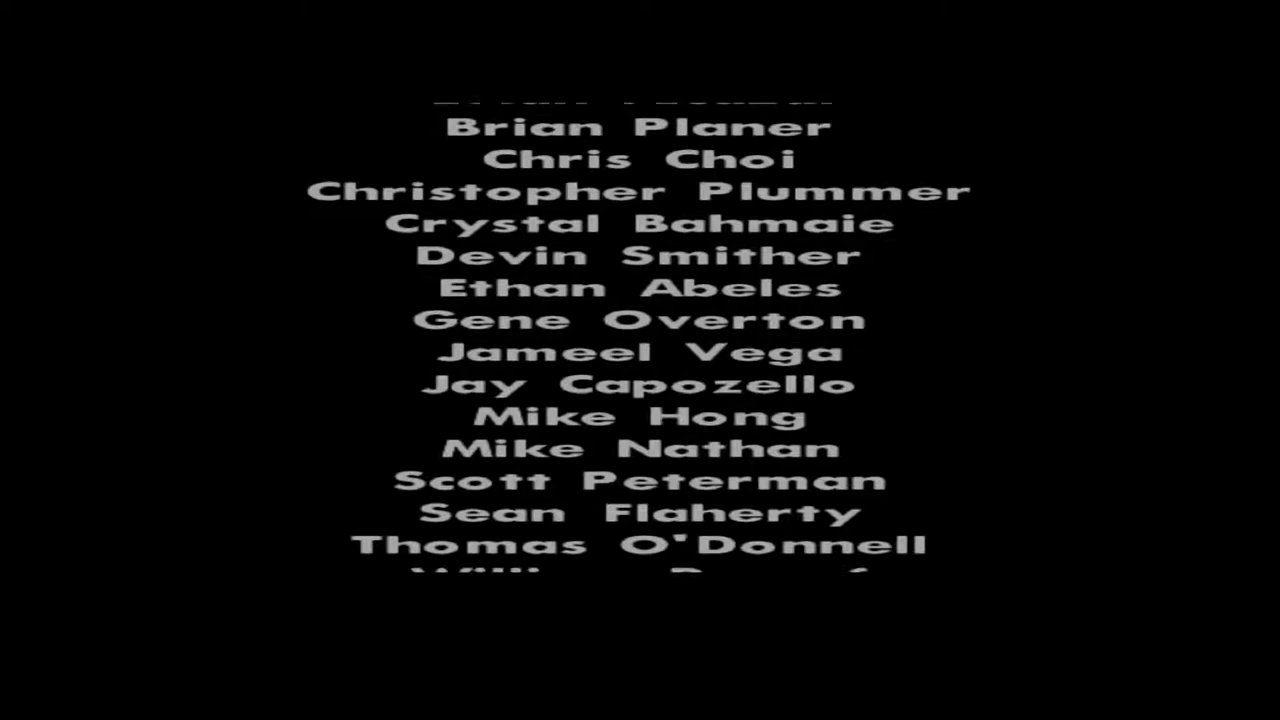 Brian Planer
Chris Choi
Christopher Plummer
Crystal Bahmaie
Devin Smither
Ethan Abeles
Gene Overton
Jameel Vega
Jay Capozello
Mike Hong
Mike Nathan
Scott Peterman
Sean Flaherty
Thomas O'Donnell